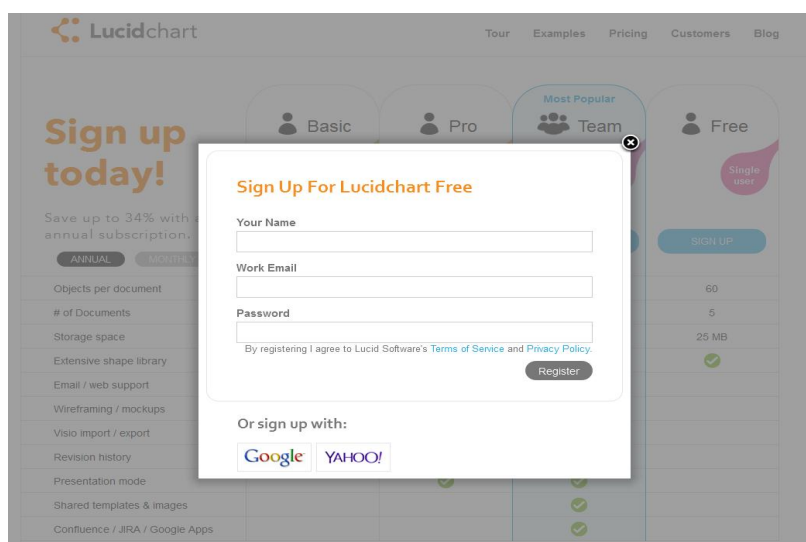 Lucidchart
Tour Examples Pricing Customers Blog
Most Popular
Basic Pro Team Free
Sign up
today!
Single
user
Save up to 34% with
annual subscription.
SIGN UP
ANNUAL MONTHLY
Sign Up For Lucidchart Free
Your Name
Work Email
Password
By registering I agree to Lucid Software's Terms of Service and Privacy Policy.
Register
Or sign up with:
Google YAHOO!
Objects per document 60
# of Documents 5
Storage space 25 MB
Extensive shape library
Email / web support
Wireframing / mockups
Visio import / export
Revision history
Presentation mode
Shared templates & images
Confluence / JIRA / Google Apps